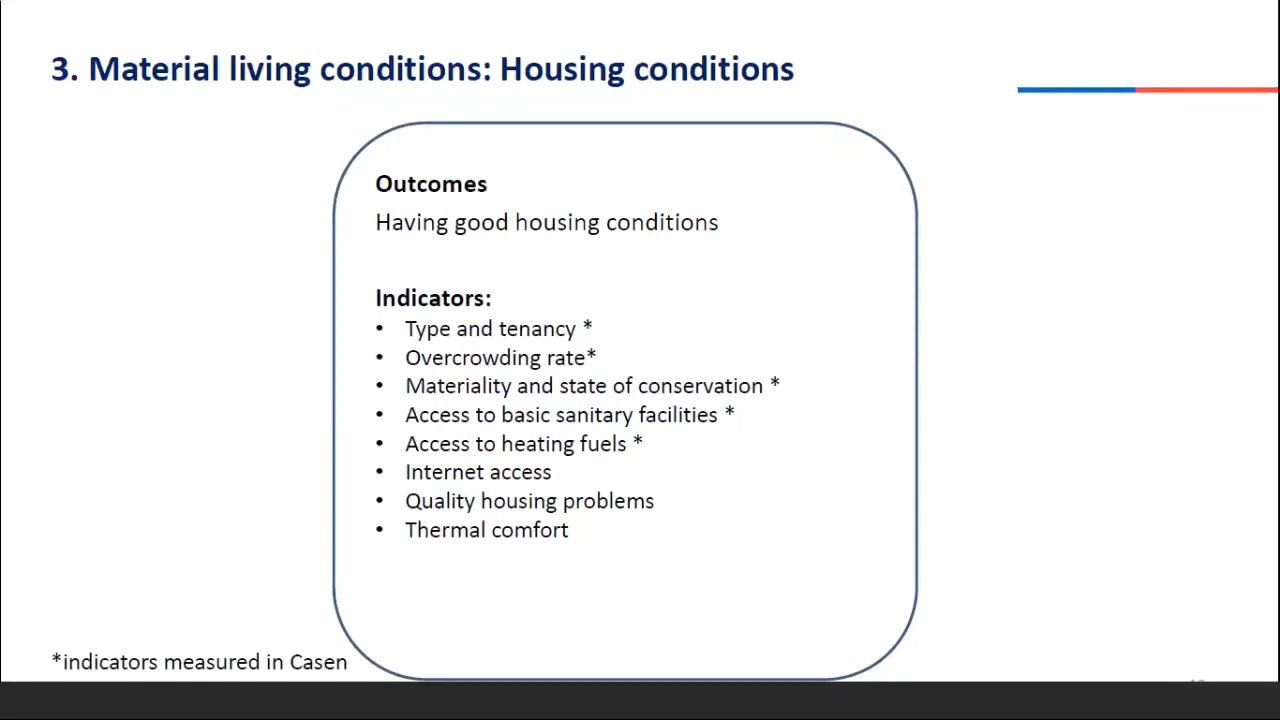 3. Material living conditions: Housing conditions
Outcomes
Having good housing conditions
Indicators:
• Type and tenancy *
• Overcrowding rate*
• Materiality and state of conservation *
• Access to basic sanitary facilities *
• Access to heating fuels *
• Internet access
• Quality housing problems
• Thermal comfort
*indicators measured in Casen